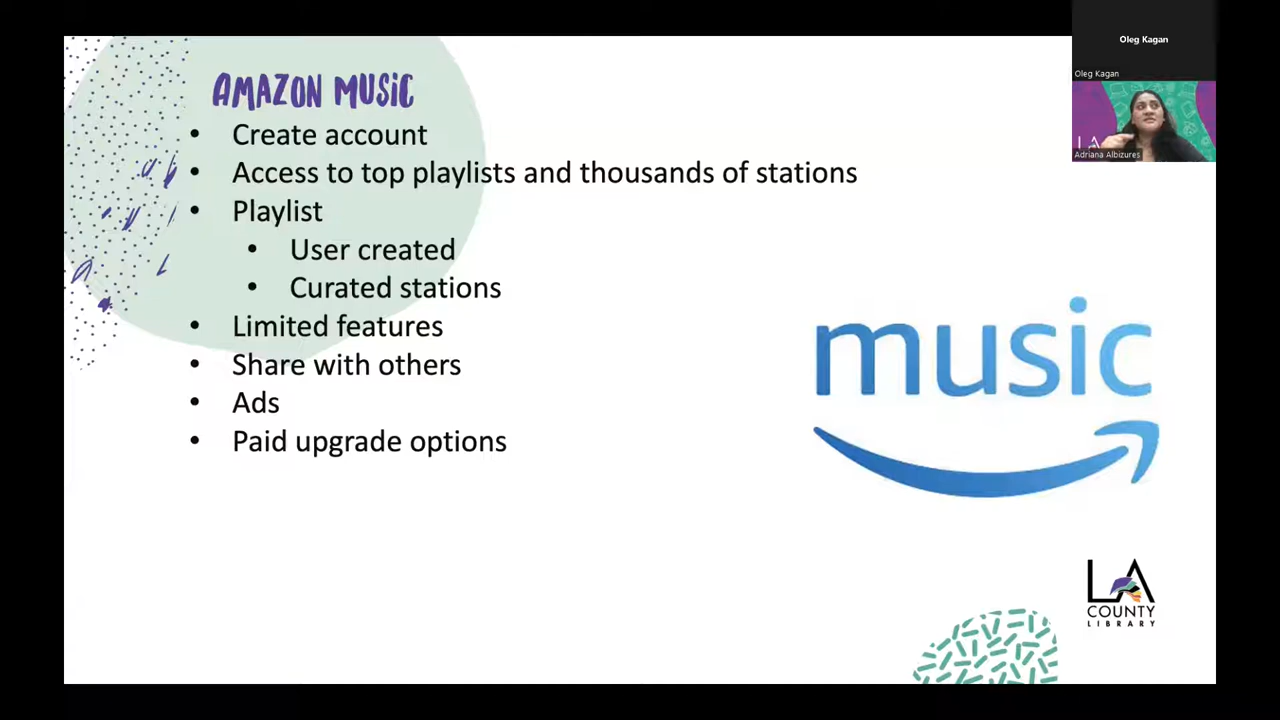 Oleg Kagan
Oleg Kagan
Adriana Albizures
AMAZON MUSIC
• Create account
• Access to top playlists and thousands of stations
• Playlist
• User created
• Curated stations
• Limited features
• Share with others
• Ads
• Paid upgrade options
music
LA
COUNTY
LIBRARY
LA